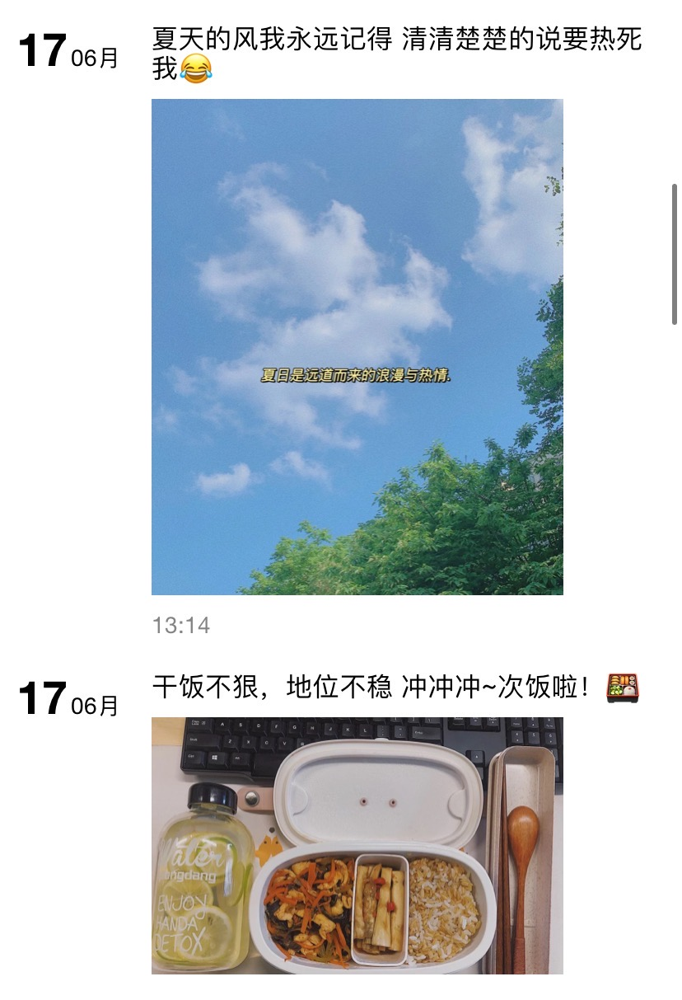 17 06月
夏天的风我永远记得 清清楚楚的说要热死
我😂
夏日是远道而来的浪漫与热情.
13:14
17 06月
干饭不狠，地位不稳 冲冲冲~次饭啦！🍱
Water
ENJOY
HANDA
DETOX